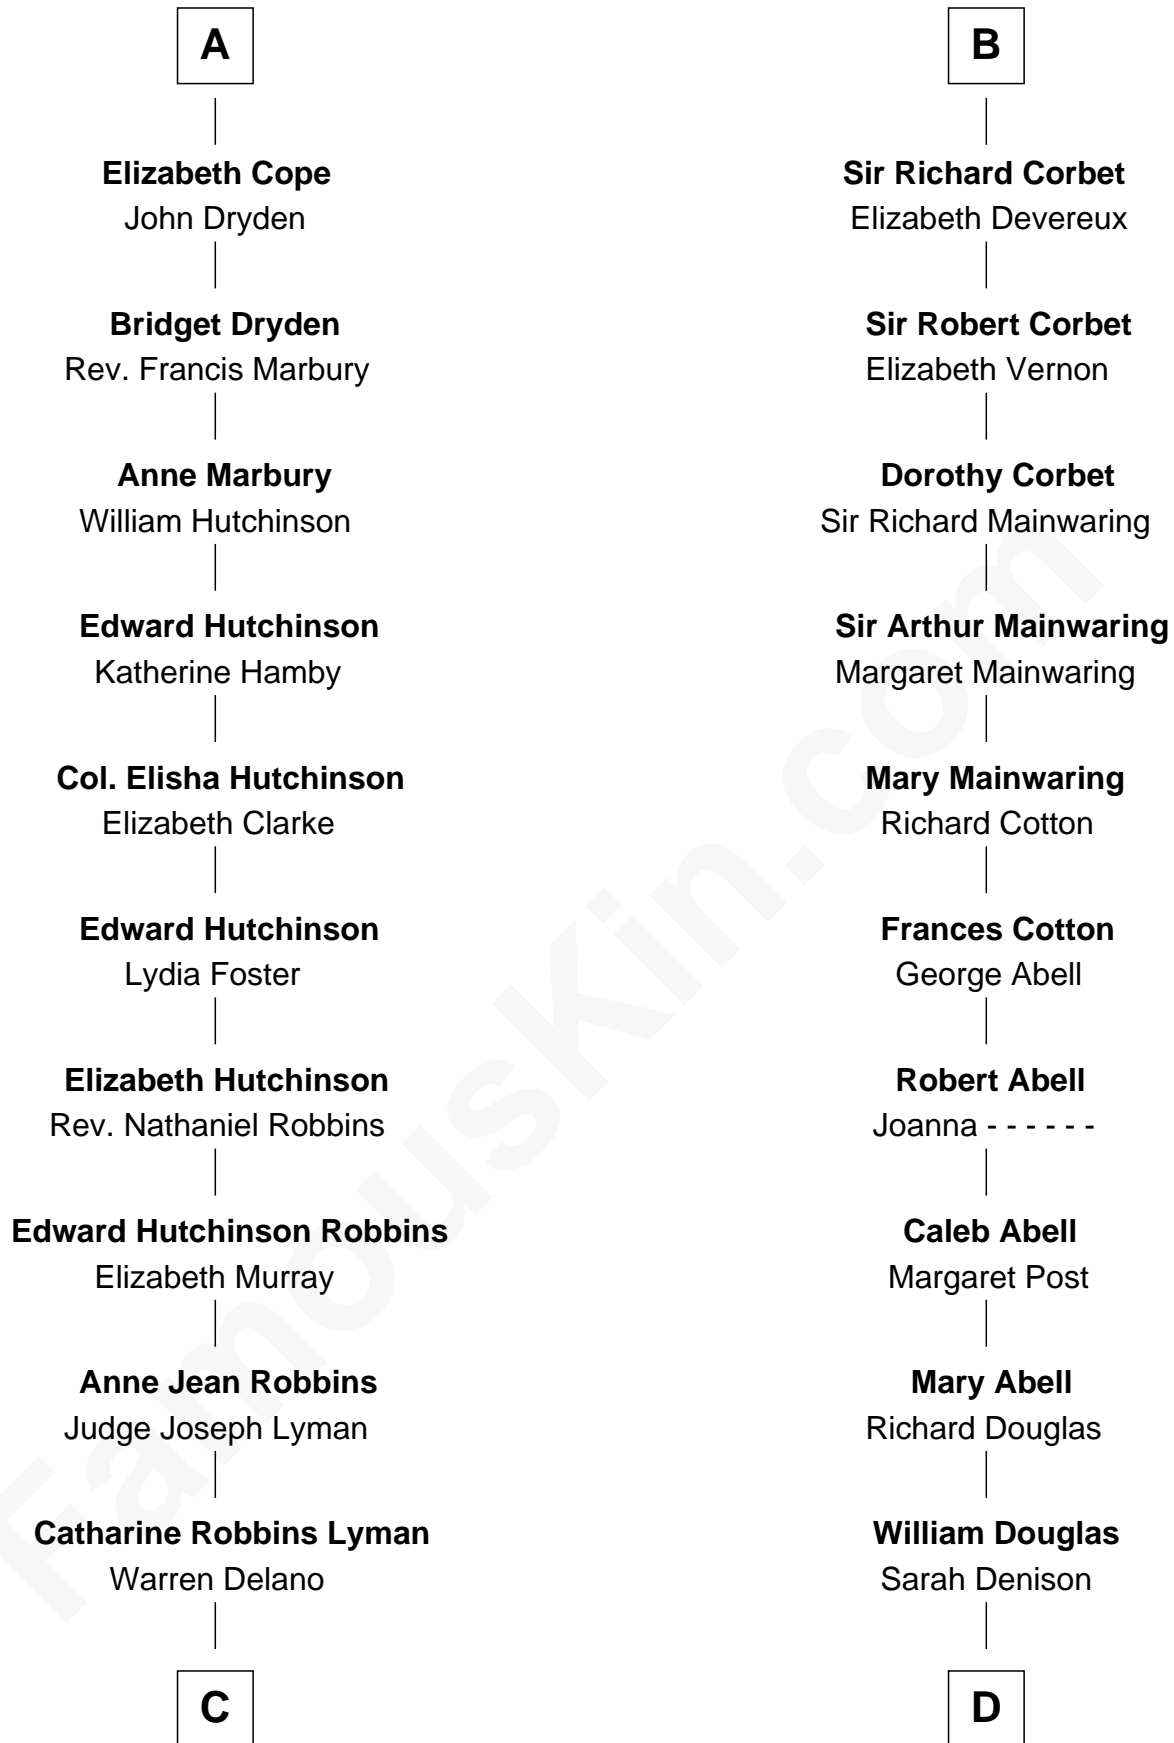 A
Elizabeth Cope
John Dryden
Bridget Dryden
Rev. Francis Marbury
Anne Marbury
William Hutchinson
Edward Hutchinson
Katherine Hamby
Col. Elisha Hutchinson
Elizabeth Clarke
Edward Hutchinson
Lydia Foster
Elizabeth Hutchinson
Rev. Nathaniel Robbins
Edward Hutchinson Robbins
Elizabeth Murray
Anne Jean Robbins
Judge Joseph Lyman
Catharine Robbins Lyman
Warren Delano
C
B
Sir Richard Corbet
Elizabeth Devereux
Sir Robert Corbet
Elizabeth Vernon
Dorothy Corbet
Sir Richard Mainwaring
Sir Arthur Mainwaring
Margaret Mainwaring
Mary Mainwaring
Richard Cotton
Frances Cotton
George Abell
Robert Abell
Joanna - - - - - -
Caleb Abell
Margaret Post
Mary Abell
Richard Douglas
William Douglas
Sarah Denison
D
FamousKin.com